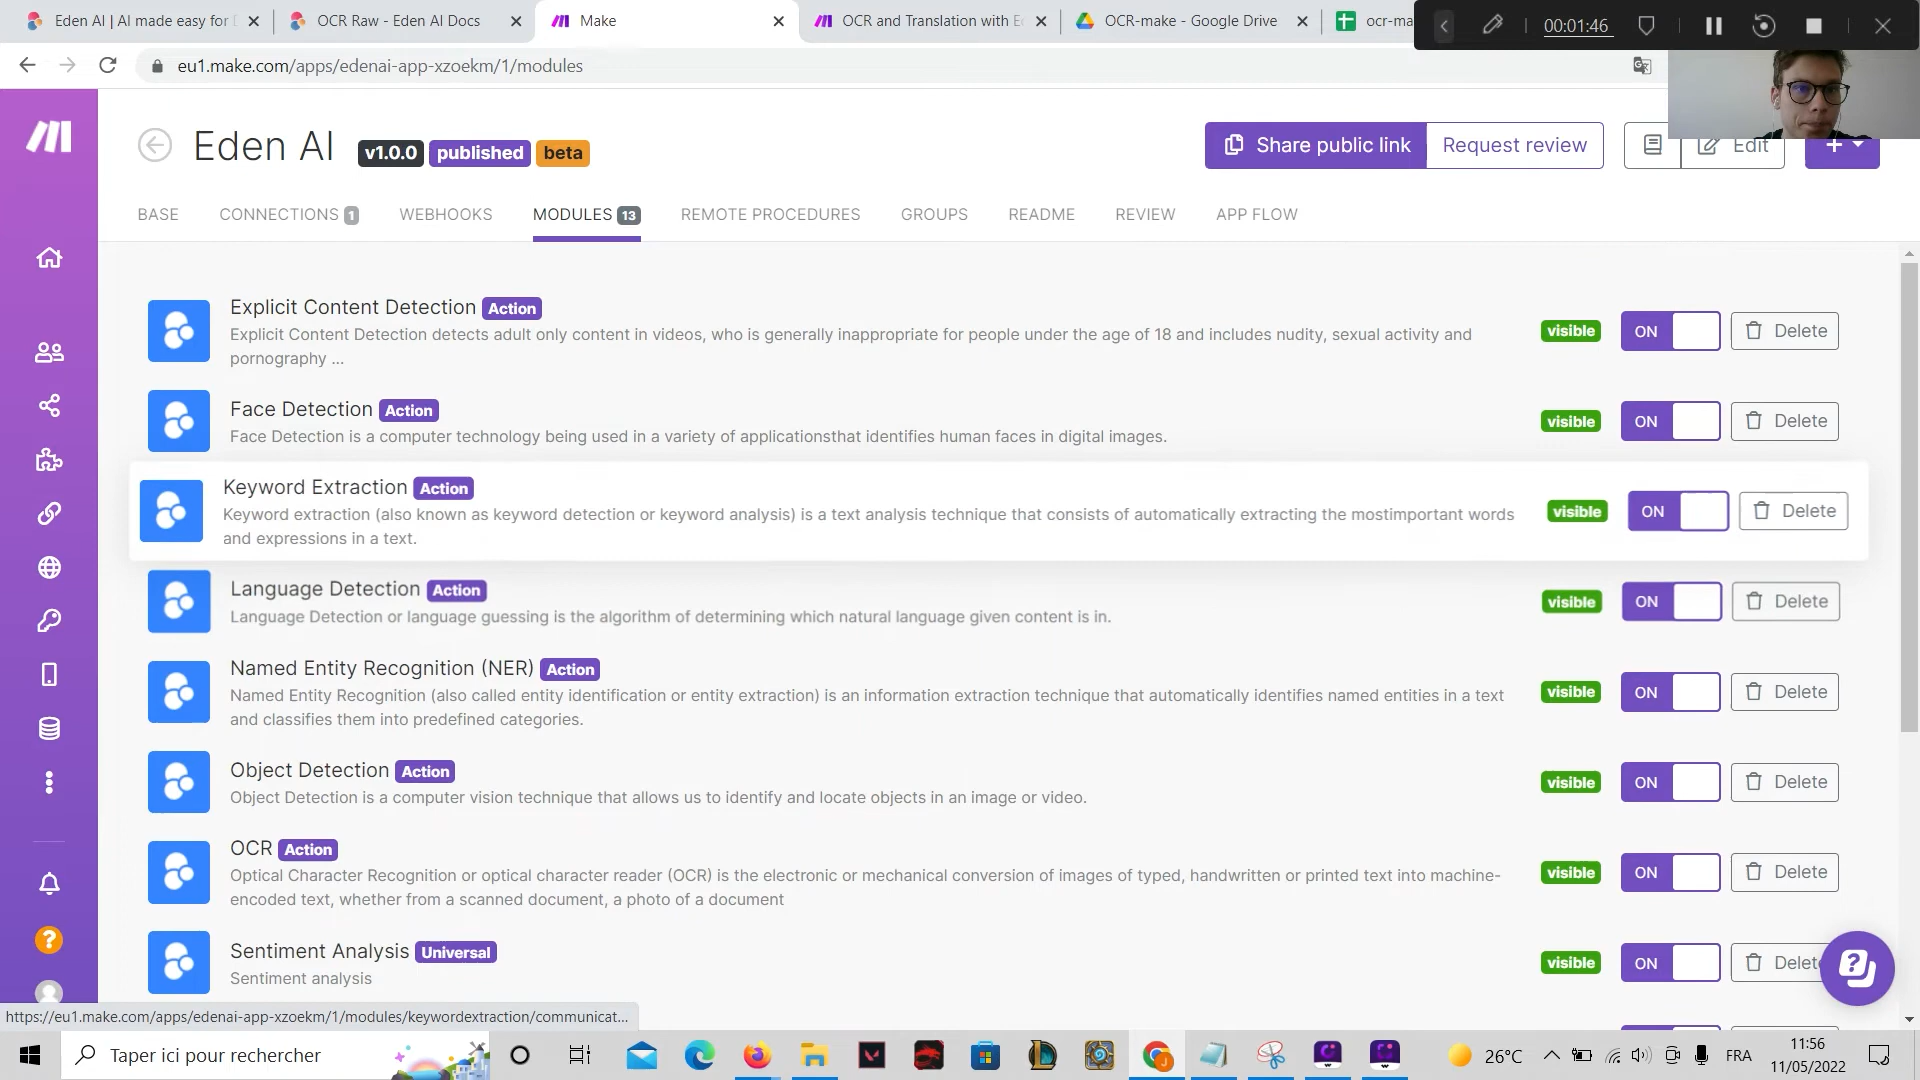 Eden AI | AI made easy for
OCR Raw - Eden AI Docs
Make
OCR and Translation with E
OCR-make - Google Drive
ocr-ma
00:01:46
eu1.make.com/apps/edenai-app-xzoekm/1/modules
Eden AI v1.0.0 published beta
Share public link
Request review
Edit
BASE
CONNECTIONS 1
WEBHOOKS
MODULES 13
REMOTE PROCEDURES
GROUPS
README
REVIEW
APP FLOW
Explicit Content Detection Action
Explicit Content Detection detects adult only content in videos, who is generally inappropriate for people under the age of 18 and includes nudity, sexual activity and
pornography ...
visible ON Delete
Face Detection Action
Face Detection is a computer technology being used in a variety of applicationsthat identifies human faces in digital images.
visible ON Delete
Keyword Extraction Action
Keyword extraction (also known as keyword detection or keyword analysis) is a text analysis technique that consists of automatically extracting the mostimportant words
and expressions in a text.
visible ON Delete
Language Detection Action
Language Detection or language guessing is the algorithm of determining which natural language given content is in.
visible ON Delete
Named Entity Recognition (NER) Action
Named Entity Recognition (also called entity identification or entity extraction) is an information extraction technique that automatically identifies named entities in a text
and classifies them into predefined categories.
visible ON Delete
Object Detection Action
Object Detection is a computer vision technique that allows us to identify and locate objects in an image or video.
visible ON Delete
OCR Action
Optical Character Recognition or optical character reader (OCR) is the electronic or mechanical conversion of images of typed, handwritten or printed text into machine-
encoded text, whether from a scanned document, a photo of a document
visible ON Delete
Sentiment Analysis Universal
Sentiment analysis
visible ON Delet
https://eu1.make.com/apps/edenai-app-xzoekm/1/modules/keywordextraction/communicat...
Taper ici pour rechercher
26°C
FRA
11:56
11/05/2022